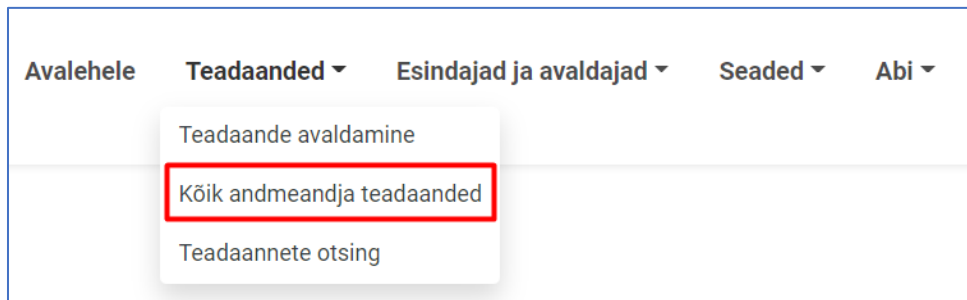 Avalehele Teadaanded Esindajad ja avaldajad Seaded Abi
Teadaande avaldamine
Kõik andmeandja teadaanded
Teadaannete otsing